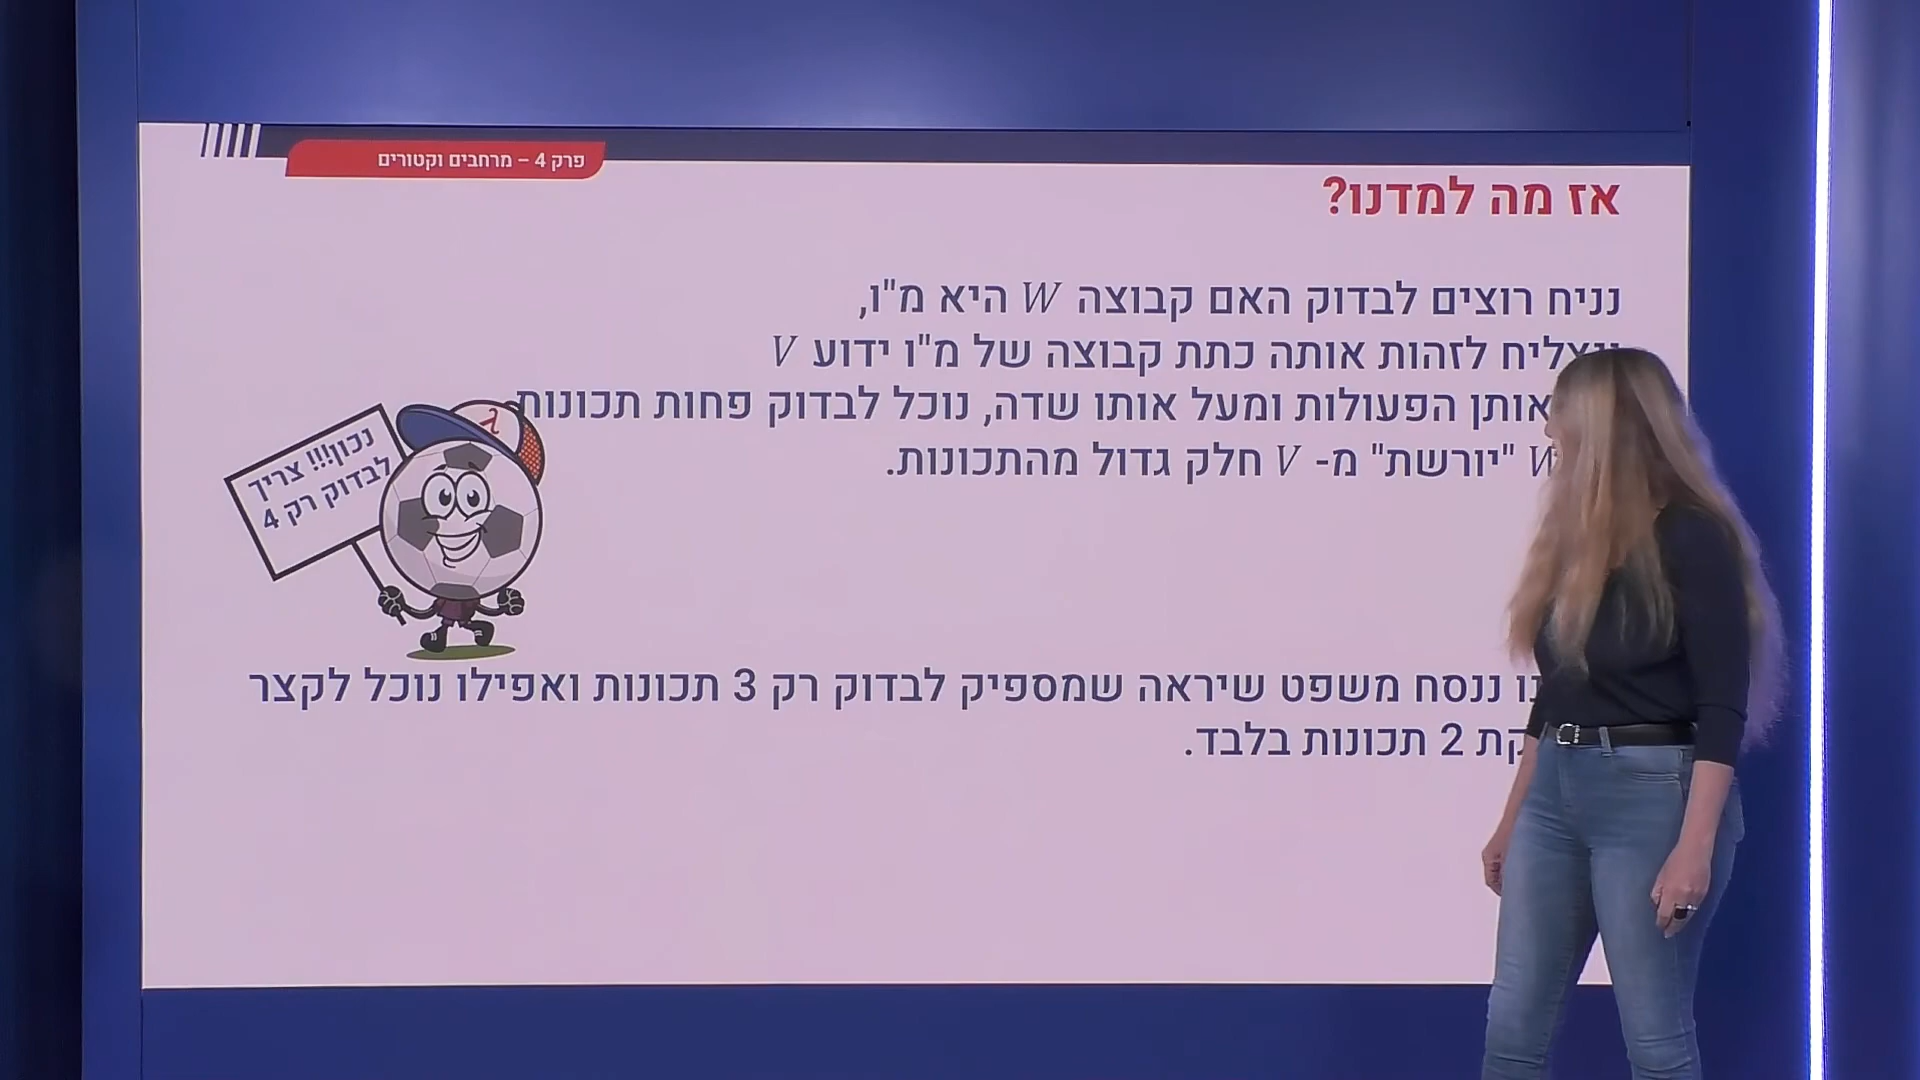 פרק 4 – מרחבים וקטורים
אז מה למדנו?
נניח רוצים לבדוק האם קבוצה W היא מ"ו,
לזהות אותה כתת קבוצה של מ"ו ידוע V
אותן הפעולות ומעל אותו שדה, נוכל לבדוק פחות תכונות
W "יורשת" מ- V חלק גדול מהתכונות.
נכון!!! צריך
לבדוק רק 4
ננסח משפט שיראה שמספיק לבדוק רק 3 תכונות ואפילו נוכל לקצר
2 תכונות בלבד.